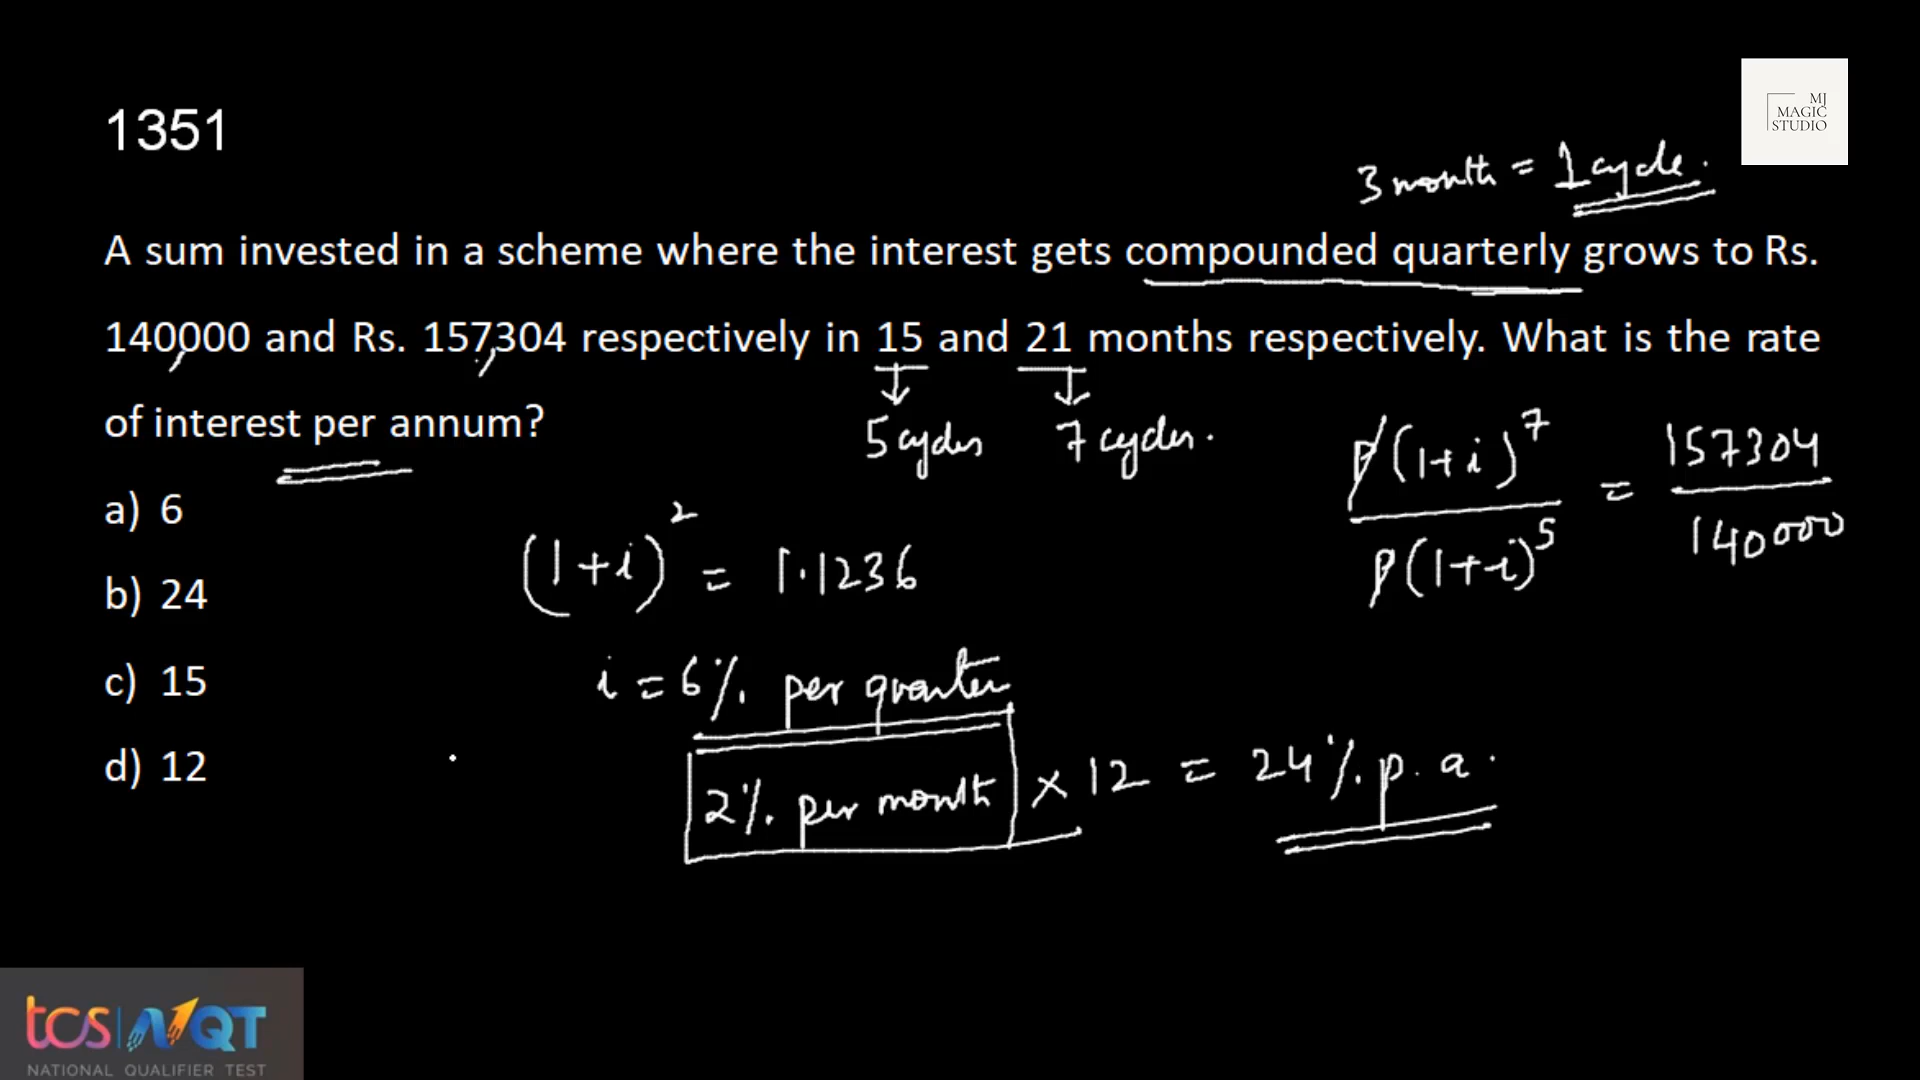 MJ
MAGIC
STUDIO
1351
3 month = 1 cycle.
A sum invested in a scheme where the interest gets compounded quarterly grows to Rs.
140000 and Rs. 157304 respectively in 15 and 21 months respectively. What is the rate
of interest per annum?
5 cycles 7 cycles.
p(1+i)^7 / p(1+i)^5 = 157304 / 140000
a) 6
b) 24
c) 15
d) 12
(1+i)^2 = 1.1236
i = 6% per quarter
2% per month × 12 = 24% p.a.
tcs NQT
NATIONAL QUALIFIER TEST